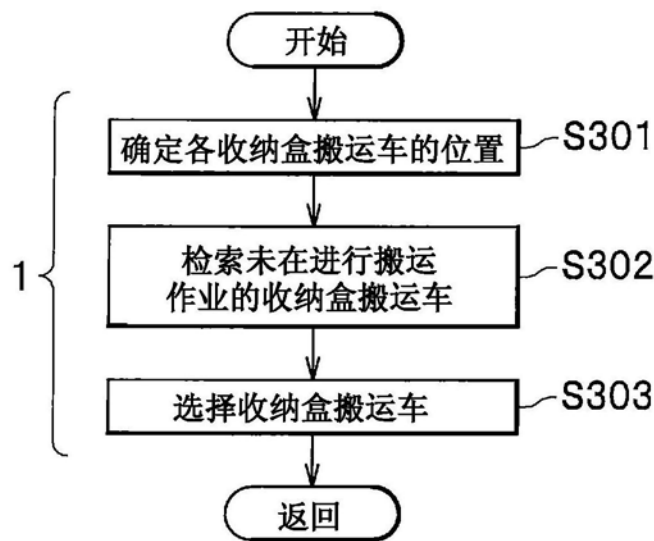 开始
确定各收纳盒搬运车的位置
S301
1
检索未在进行搬运
作业的收纳盒搬运车
S302
选择收纳盒搬运车
S303
返回